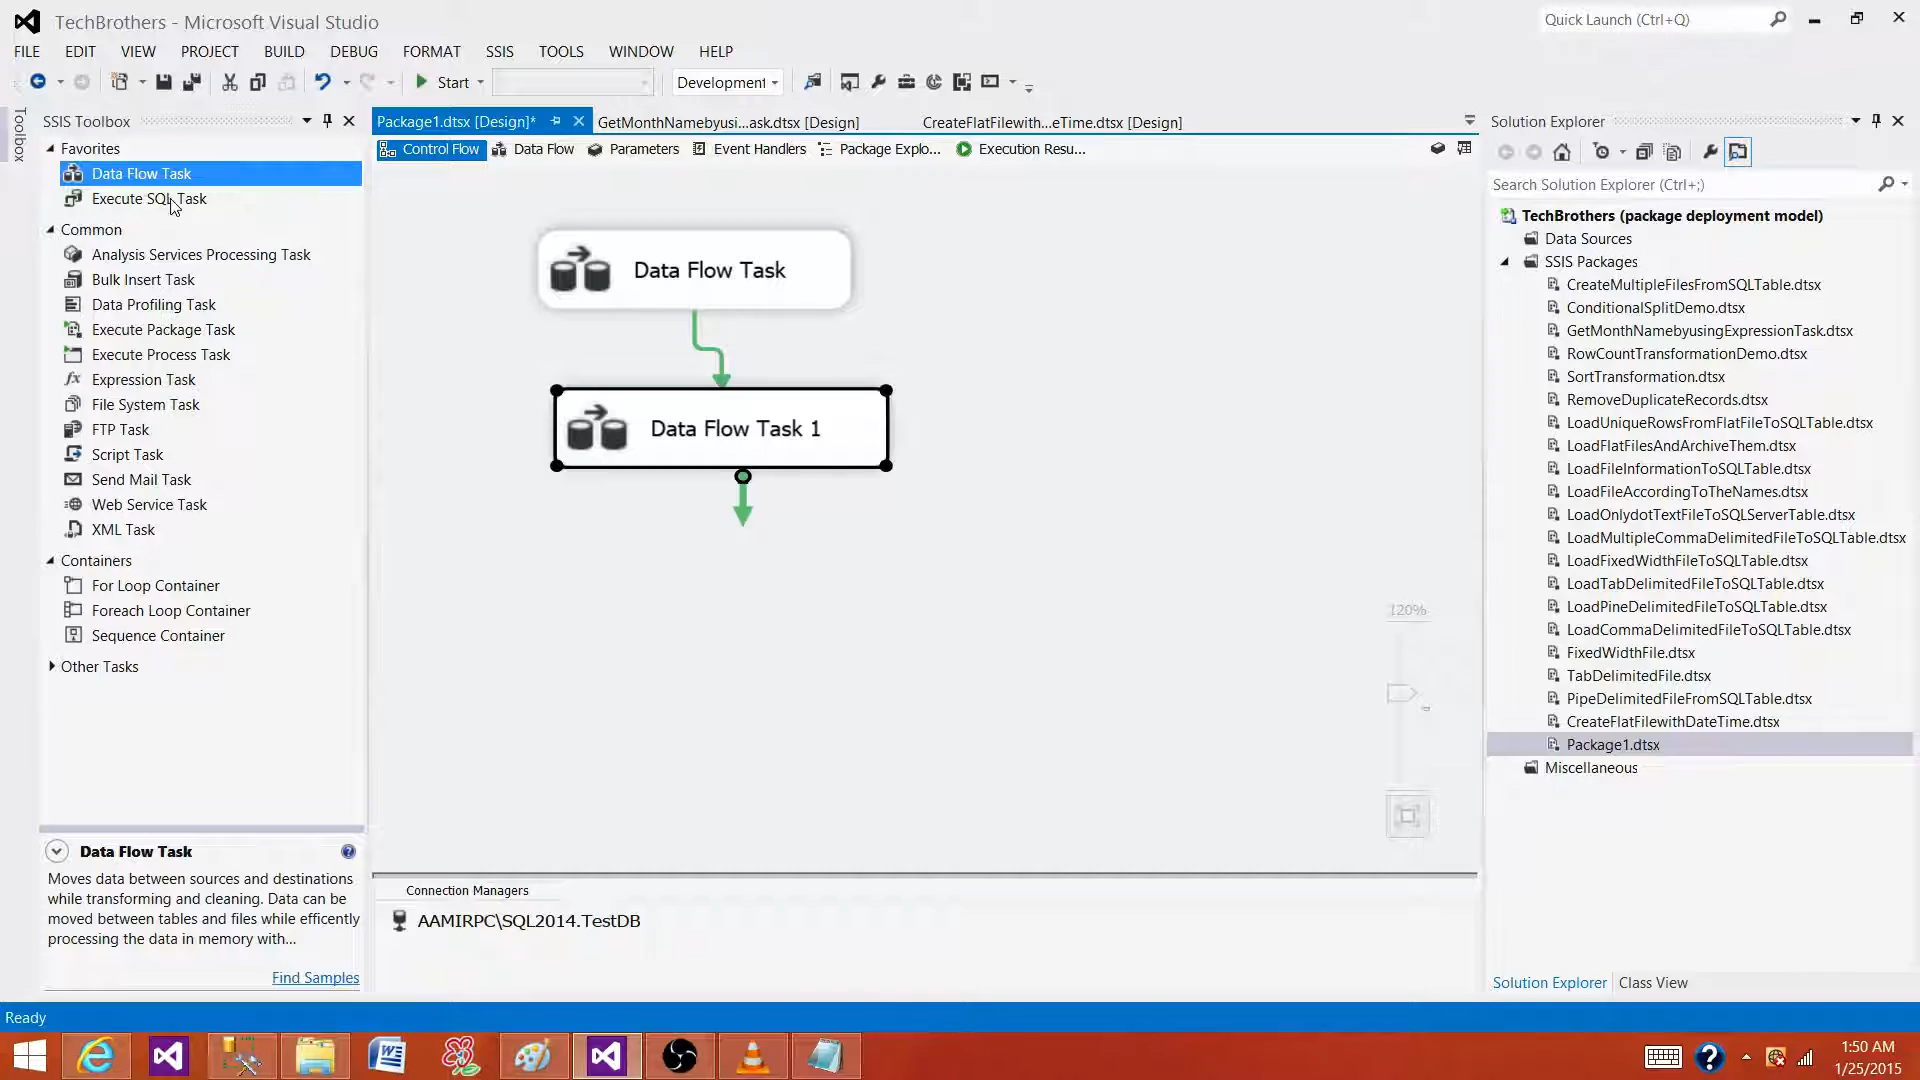 TechBrothers - Microsoft Visual Studio
Quick Launch (Ctrl+Q)
FILE EDIT VIEW PROJECT BUILD DEBUG FORMAT SSIS TOOLS WINDOW HELP
Start
Development
Toolbox
SSIS Toolbox
Favorites
Data Flow Task
Execute SQL Task
Common
Analysis Services Processing Task
Bulk Insert Task
Data Profiling Task
Execute Package Task
Execute Process Task
Expression Task
File System Task
FTP Task
Script Task
Send Mail Task
Web Service Task
XML Task
Containers
For Loop Container
Foreach Loop Container
Sequence Container
Other Tasks
Data Flow Task
Moves data between sources and destinations
while transforming and cleaning. Data can be
moved between tables and files while efficently
processing the data in memory with...
Find Samples
Package1.dtsx [Design]*
GetMonthNamebyusi...ask.dtsx [Design]
CreateFlatFilewith...eTime.dtsx [Design]
Control Flow
Data Flow
Parameters
Event Handlers
Package Explo...
Execution Resu...
Data Flow Task
Data Flow Task 1
120%
Connection Managers
AAMIRPC\SQL2014.TestDB
Solution Explorer
Search Solution Explorer (Ctrl+;)
TechBrothers (package deployment model)
Data Sources
SSIS Packages
CreateMultipleFilesFromSQLTable.dtsx
ConditionalSplitDemo.dtsx
GetMonthNamebyusingExpressionTask.dtsx
RowCountTransformationDemo.dtsx
SortTransformation.dtsx
RemoveDuplicateRecords.dtsx
LoadUniqueRowsFromFlatFileToSQLTable.dtsx
LoadFlatFilesAndArchiveThem.dtsx
LoadFileInformationToSQLTable.dtsx
LoadFileAccordingToTheNames.dtsx
LoadOnlydotTextFileToSQLServerTable.dtsx
LoadMultipleCommaDelimitedFileToSQLTable.dtsx
LoadFixedWidthFileToSQLTable.dtsx
LoadTabDelimitedFileToSQLTable.dtsx
LoadPineDelimitedFileToSQLTable.dtsx
LoadCommaDelimitedFileToSQLTable.dtsx
FixedWidthFile.dtsx
TabDelimitedFile.dtsx
PipeDelimitedFileFromSQLTable.dtsx
CreateFlatFilewithDateTime.dtsx
Package1.dtsx
Miscellaneous
Solution Explorer
Class View
Ready
1:50 AM
1/25/2015